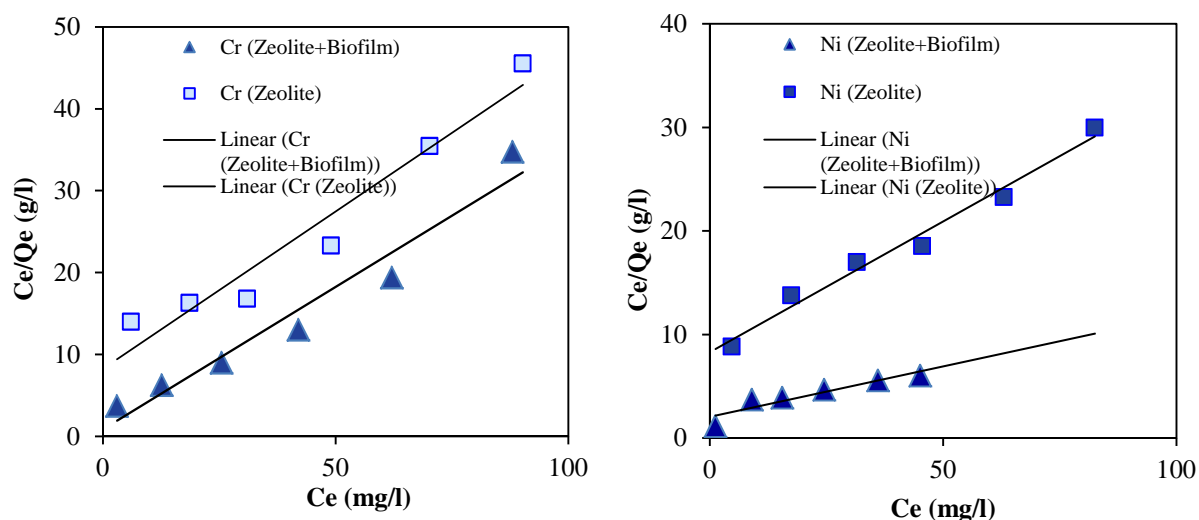 50
40
30
20
10
0
Ce/Qe (g/l)
Cr (Zeolite+Biofilm)
Cr (Zeolite)
Linear (Cr
(Zeolite+Biofilm))
Linear (Cr (Zeolite))
0
50
100
Ce (mg/l)
40
30
20
10
0
Ce/Qe (g/l)
Ni (Zeolite+Biofilm)
Ni (Zeolite)
Linear (Ni
(Zeolite+Biofilm))
Linear (Ni (Zeolite))
0
50
100
Ce (mg/l)